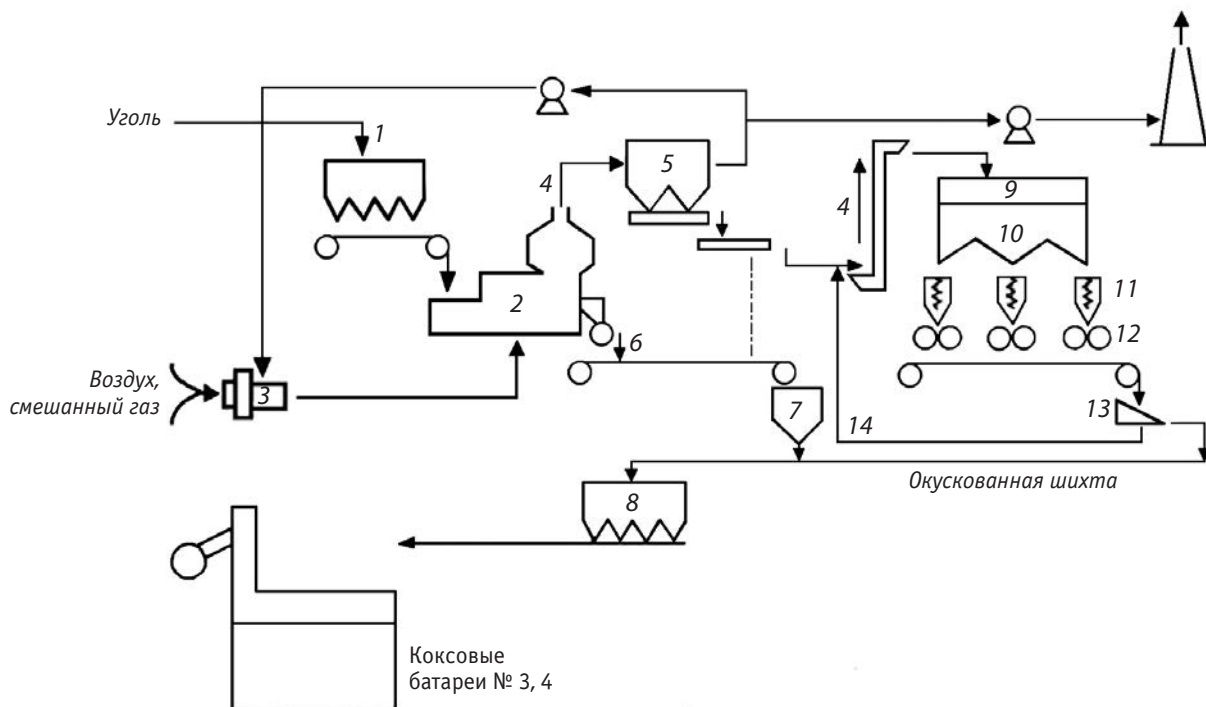 Уголь
1
5
4
9
4
10
2
11
12
6
Воздух,
смешанный газ
3
7
13
14
Окускованная шихта
8
Коксовые
батареи № 3, 4